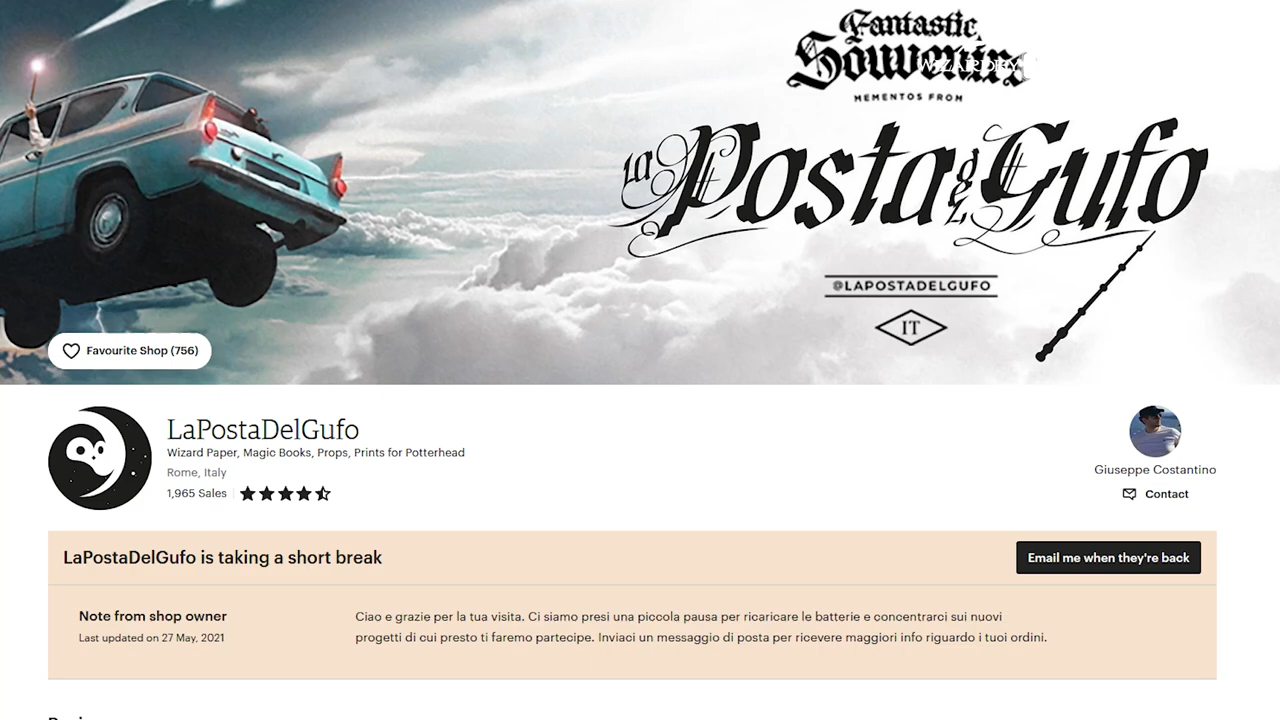 Fantastic
Souvenirs
WIZARDRY
MEMENTOS FROM
La Posta del Gufo
@LAPOSTADELGUFO
IT
Favourite Shop (756)
LaPostaDelGufo
Wizard Paper, Magic Books, Props, Prints for Potterhead
Rome, Italy
1,965 Sales
Giuseppe Costantino
Contact
LaPostaDelGufo is taking a short break
Email me when they're back
Note from shop owner
Last updated on 27 May, 2021
Ciao e grazie per la tua visita. Ci siamo presi una piccola pausa per ricaricare le batterie e concentrarci sui nuovi
progetti di cui presto ti faremo partecipe. Inviaci un messaggio di posta per ricevere maggiori info riguardo i tuoi ordini.